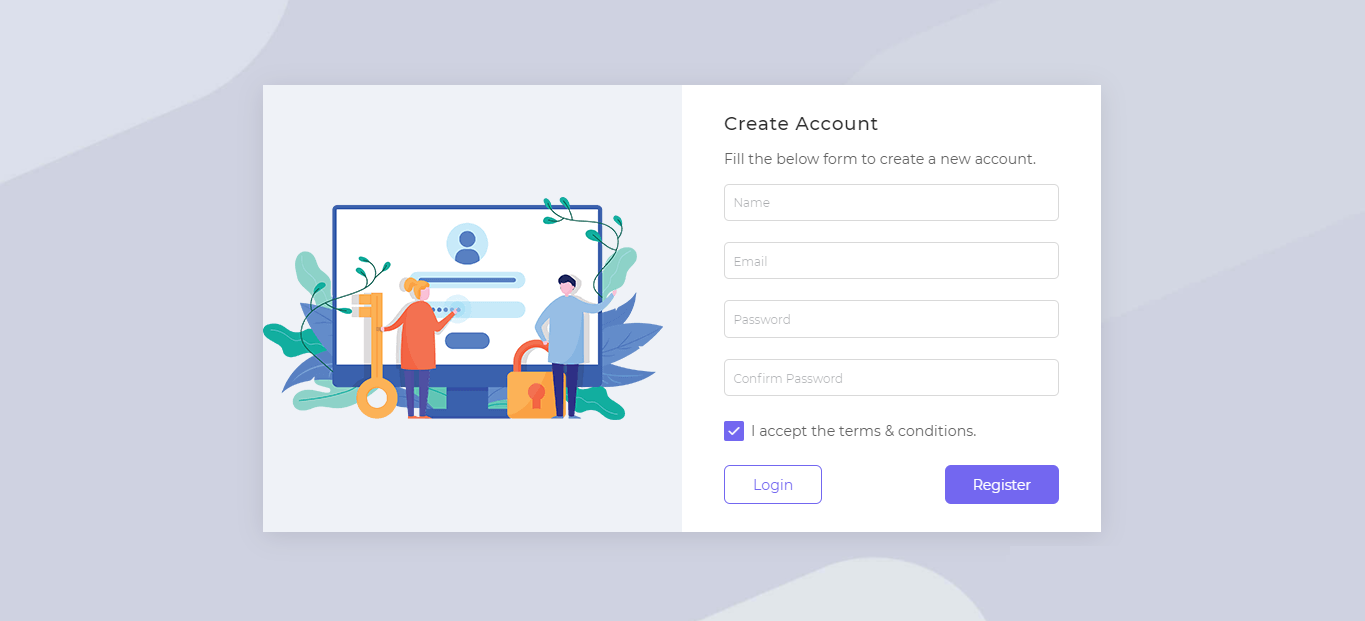 Create Account
Fill the below form to create a new account.
Name
Email
Password
Confirm Password
I accept the terms & conditions.
Login
Register